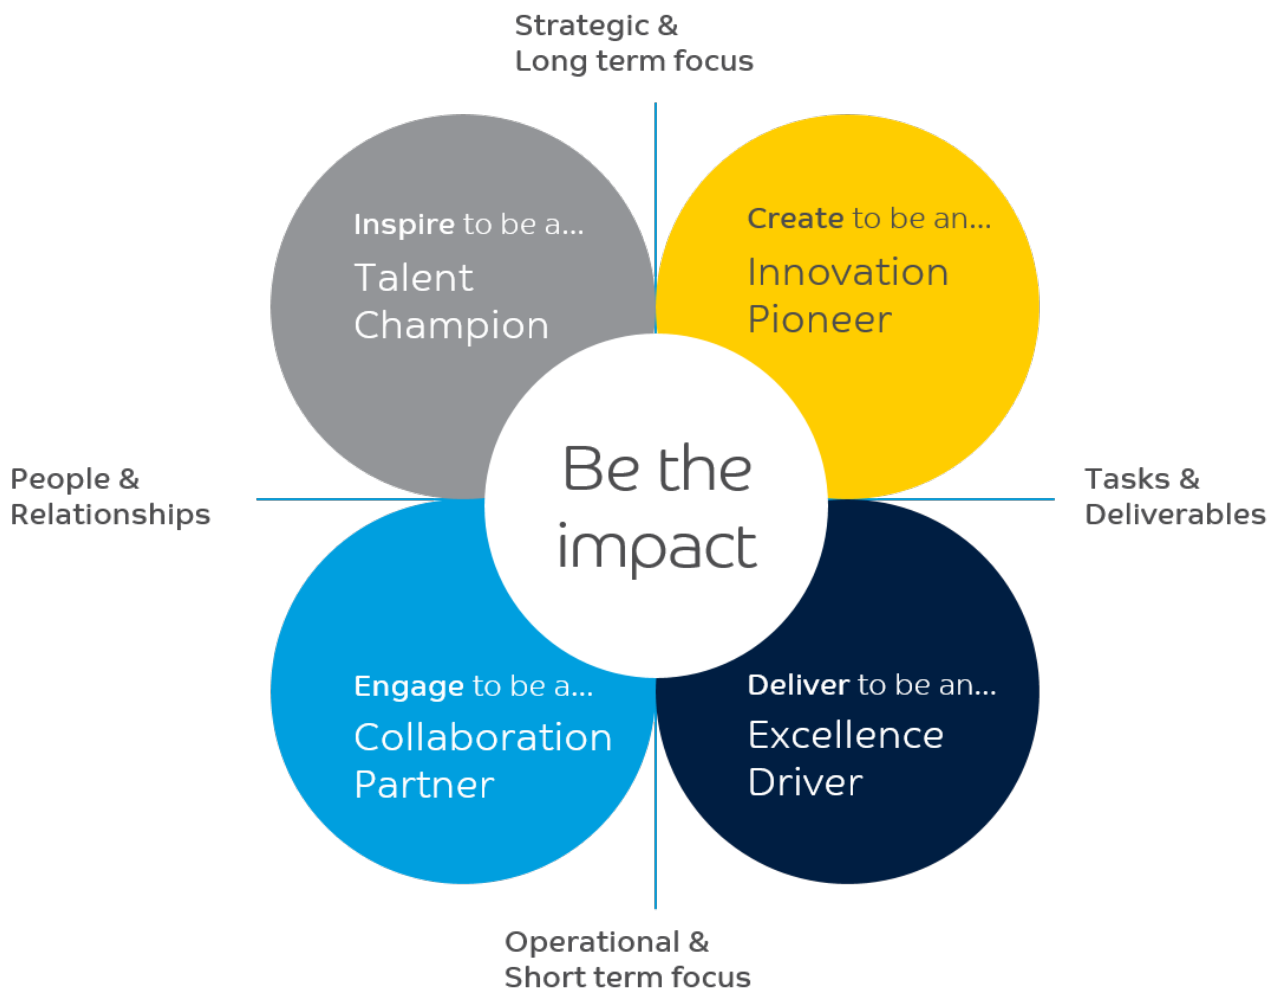 Strategic &
Long term focus
Inspire to be a...
Talent
Champion
Create to be an...
Innovation
Pioneer
People &
Relationships
Be the
impact
Tasks &
Deliverables
Engage to be a...
Collaboration
Partner
Deliver to be an...
Excellence
Driver
Operational &
Short term focus